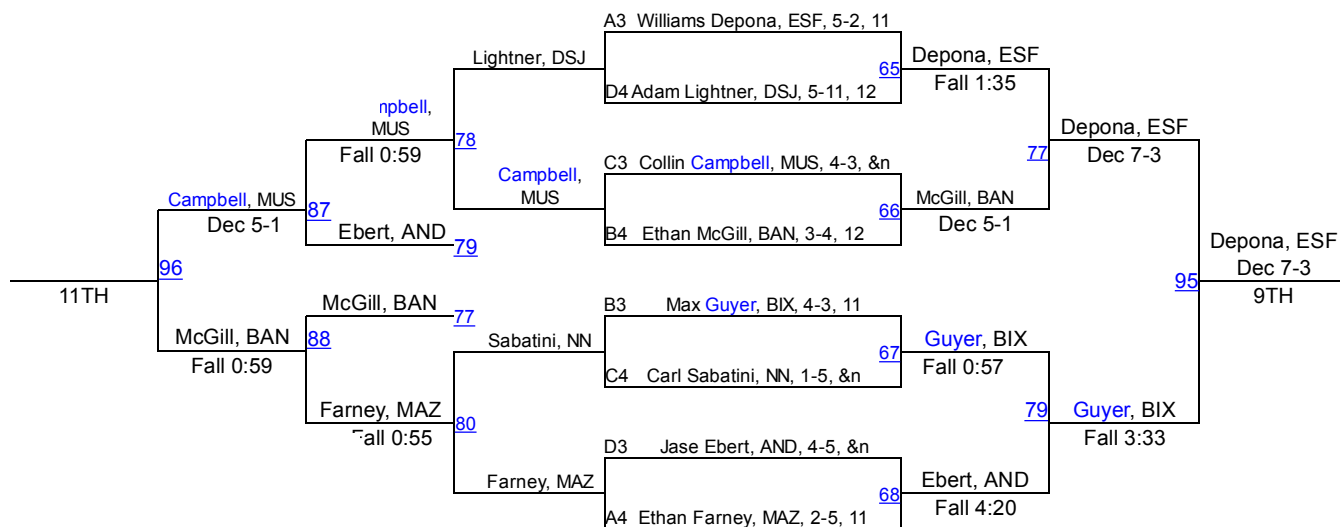 A3 Williams Depona, ESF, 5-2, 11
Lightner, DSJ
65
Depona, ESF
Fall 1:35
D4 Adam Lightner, DSJ, 5-11, 12
npbell,
MUS
Fall 0:59
78
Depona, ESF
Dec 7-3
77
C3 Collin Campbell, MUS, 4-3, &n
Campbell,
MUS
66
McGill, BAN
Dec 5-1
B4 Ethan McGill, BAN, 3-4, 12
Campbell, MUS
Dec 5-1
87
Ebert, AND
79
96
11TH
Depona, ESF
Dec 7-3
9TH
95
McGill, BAN
77
B3 Max Guyer, BIX, 4-3, 11
McGill, BAN
Fall 0:59
88
Sabatini, NN
67
Guyer, BIX
Fall 0:57
C4 Carl Sabatini, NN, 1-5, &n
Farney, MAZ
Fall 0:55
80
79
Guyer, BIX
Fall 3:33
D3 Jase Ebert, AND, 4-5, &n
Farney, MAZ
68
Ebert, AND
Fall 4:20
A4 Ethan Farney, MAZ, 2-5, 11